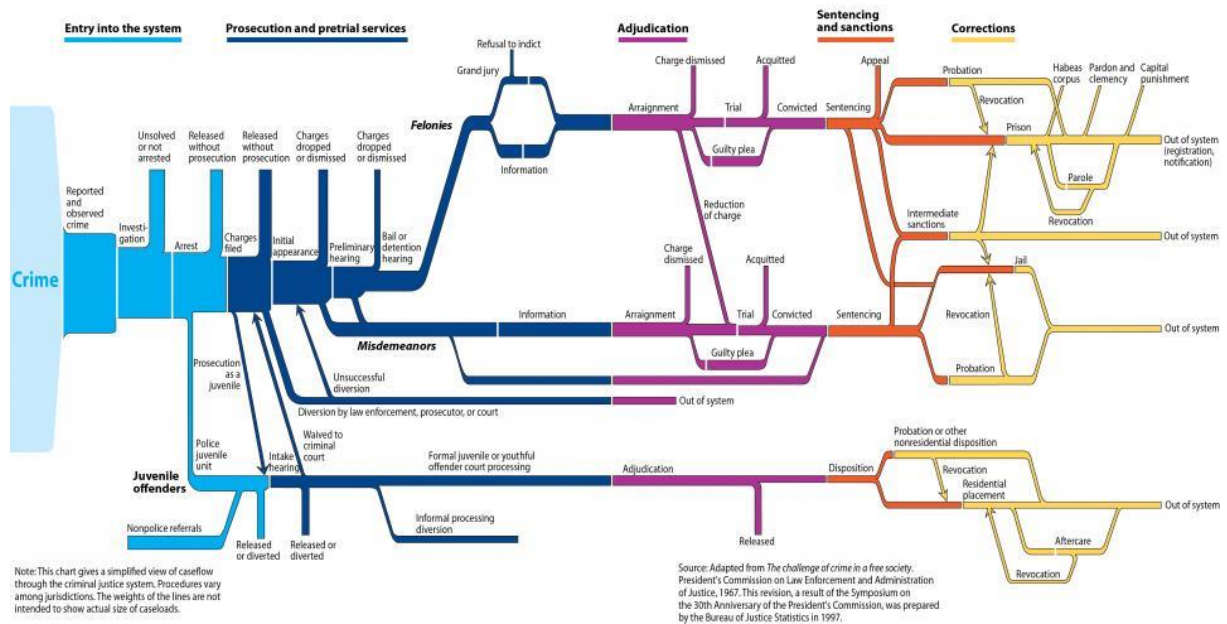 Entry into the system
Prosecution and pretrial services
Adjudication
Sentencing
and sanctions
Corrections
Crime
Reported
and
observed
crime
Investi-
gation
Unsolved
or not
arrested
Arrest
Released
without
prosecution
Charges
filed
Released
without
prosecution
Initial
appearance
Charges
dropped
or dismissed
Preliminary
hearing
Charges
dropped
or dismissed
Bail or
detention
hearing
Felonies
Grand jury
Refusal to indict
Information
Arraignment
Charge dismissed
Trial
Acquitted
Convicted
Guilty plea
Reduction
of charge
Sentencing
Appeal
Probation
Revocation
Prison
Habeas
corpus
Pardon and
clemency
Capital
punishment
Parole
Revocation
Out of system
(registration,
notification)
Intermediate
sanctions
Out of system
Misdemeanors
Information
Arraignment
Charge
dismissed
Trial
Acquitted
Convicted
Guilty plea
Sentencing
Jail
Revocation
Probation
Out of system
Unsuccessful
diversion
Diversion by law enforcement, prosecutor, or court
Out of system
Prosecution
as a
juvenile
Waived to
criminal
court
Police
juvenile
unit
Juvenile
offenders
Intake
hearing
Formal juvenile or youthful
offender court processing
Adjudication
Disposition
Probation or other
nonresidential disposition
Revocation
Residential
placement
Out of system
Aftercare
Revocation
Nonpolice referrals
Released
or diverted
Released or
diverted
Informal processing
diversion
Released
Note: This chart gives a simplified view of caseflow
through the criminal justice system. Procedures vary
among jurisdictions. The weights of the lines are not
intended to show actual size of caseloads.
Source: Adapted from The challenge of crime in a free society.
President's Commission on Law Enforcement and Administration
of Justice, 1967. This revision, a result of the Symposium on
the 30th Anniversary of the President's Commission, was prepared
by the Bureau of Justice Statistics in 1997.